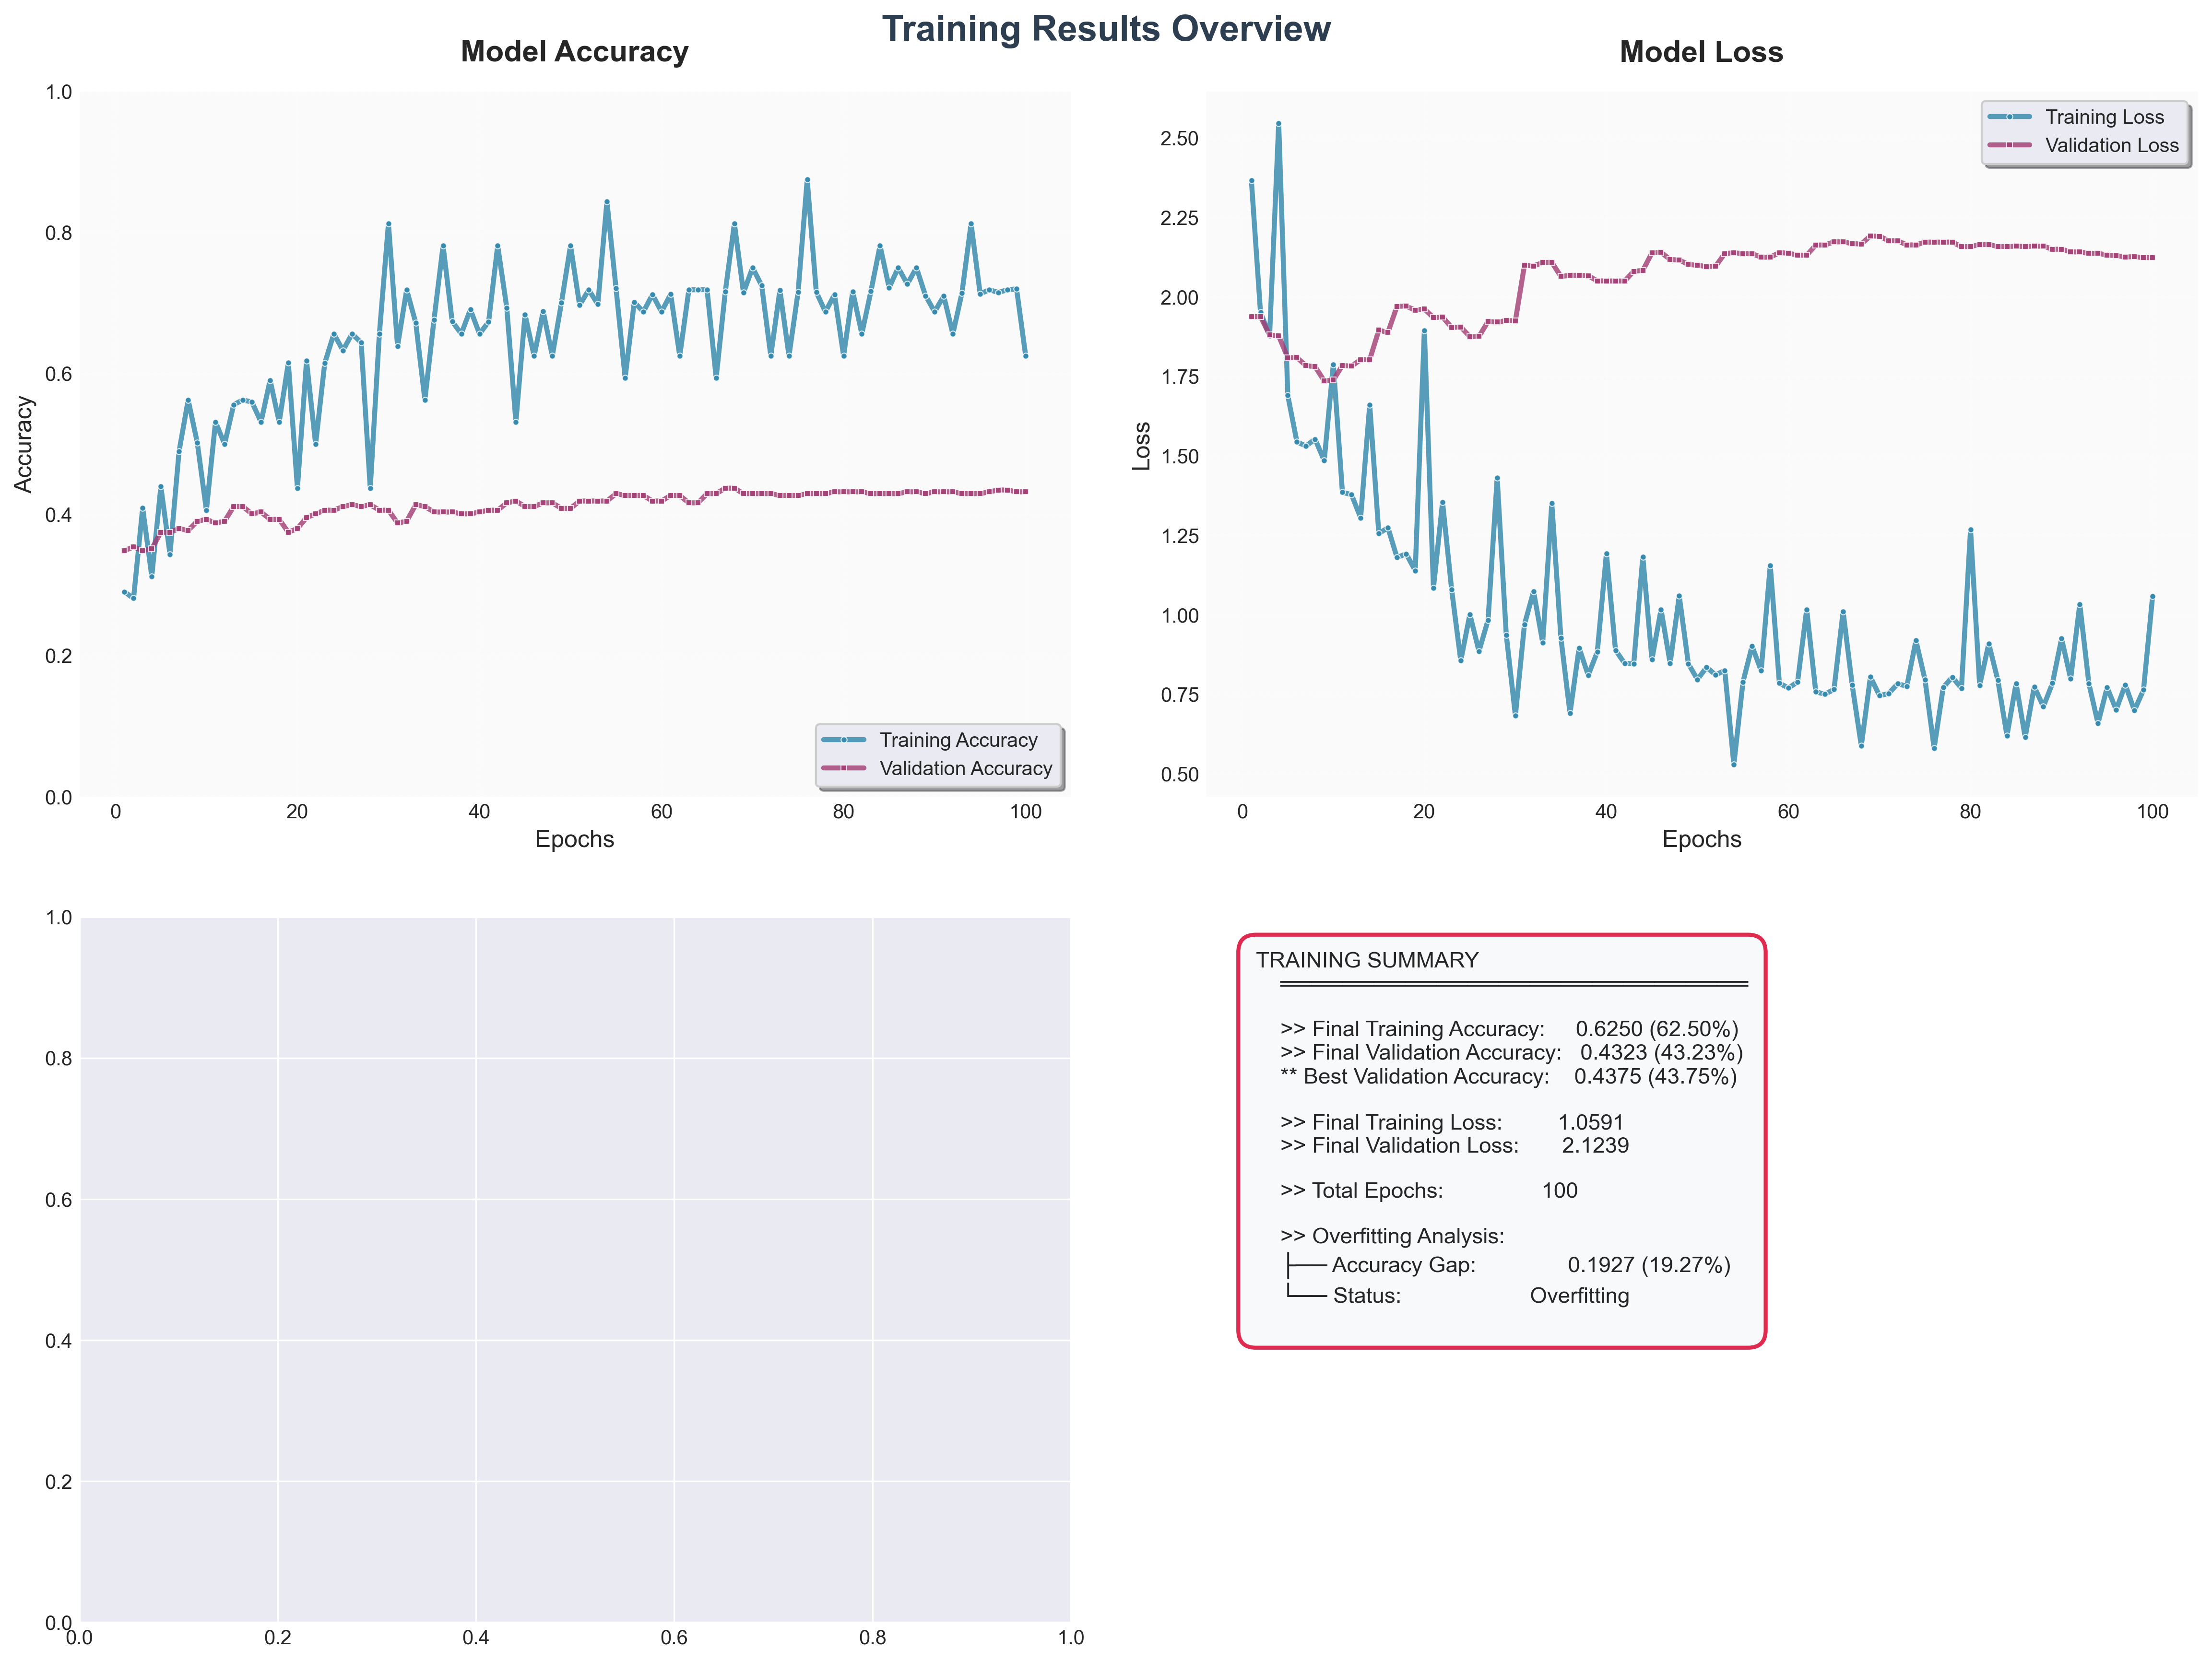 Training Results Overview
Model Accuracy
Accuracy
1.0
0.8
0.6
0.4
0.2
0.0
0 20 40 60 80 100
Epochs
Training Accuracy
Validation Accuracy
Model Loss
Loss
2.50
2.25
2.00
1.75
1.50
1.25
1.00
0.75
0.50
0 20 40 60 80 100
Epochs
Training Loss
Validation Loss
1.0
0.8
0.6
0.4
0.2
0.0
0.0 0.2 0.4 0.6 0.8 1.0
TRAINING SUMMARY
>> Final Training Accuracy: 0.6250 (62.50%)
>> Final Validation Accuracy: 0.4323 (43.23%)
** Best Validation Accuracy: 0.4375 (43.75%)
>> Final Training Loss: 1.0591
>> Final Validation Loss: 2.1239
>> Total Epochs: 100
>> Overfitting Analysis:
├── Accuracy Gap: 0.1927 (19.27%)
└── Status: Overfitting